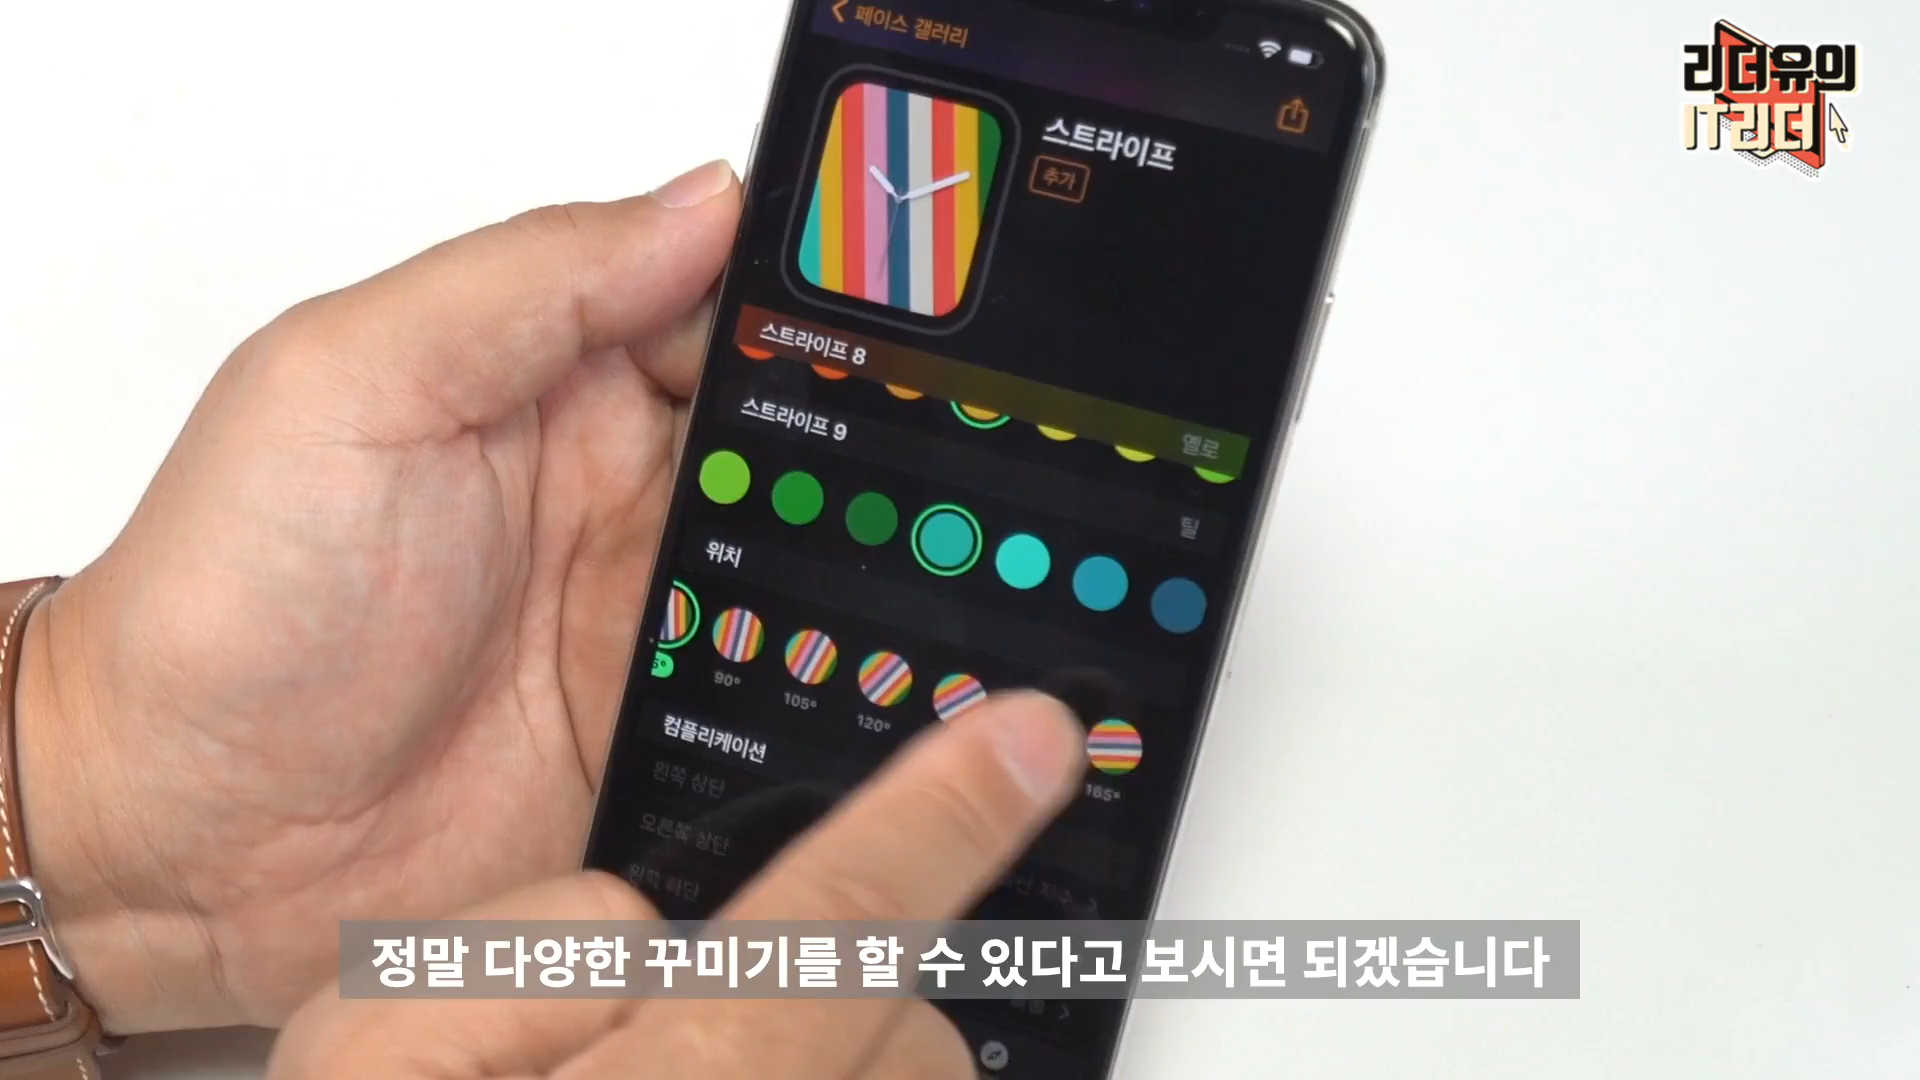 페이스 갤러리
리더유의
IT리더
스트라이프
추가
스트라이프 8
옐로
스트라이프 9
틸
위치
90°
105°
120°
165°
컴플리케이션
왼쪽 상단
오른쪽 상단
왼쪽 하단
정말 다양한 꾸미기를 할 수 있다고 보시면 되겠습니다